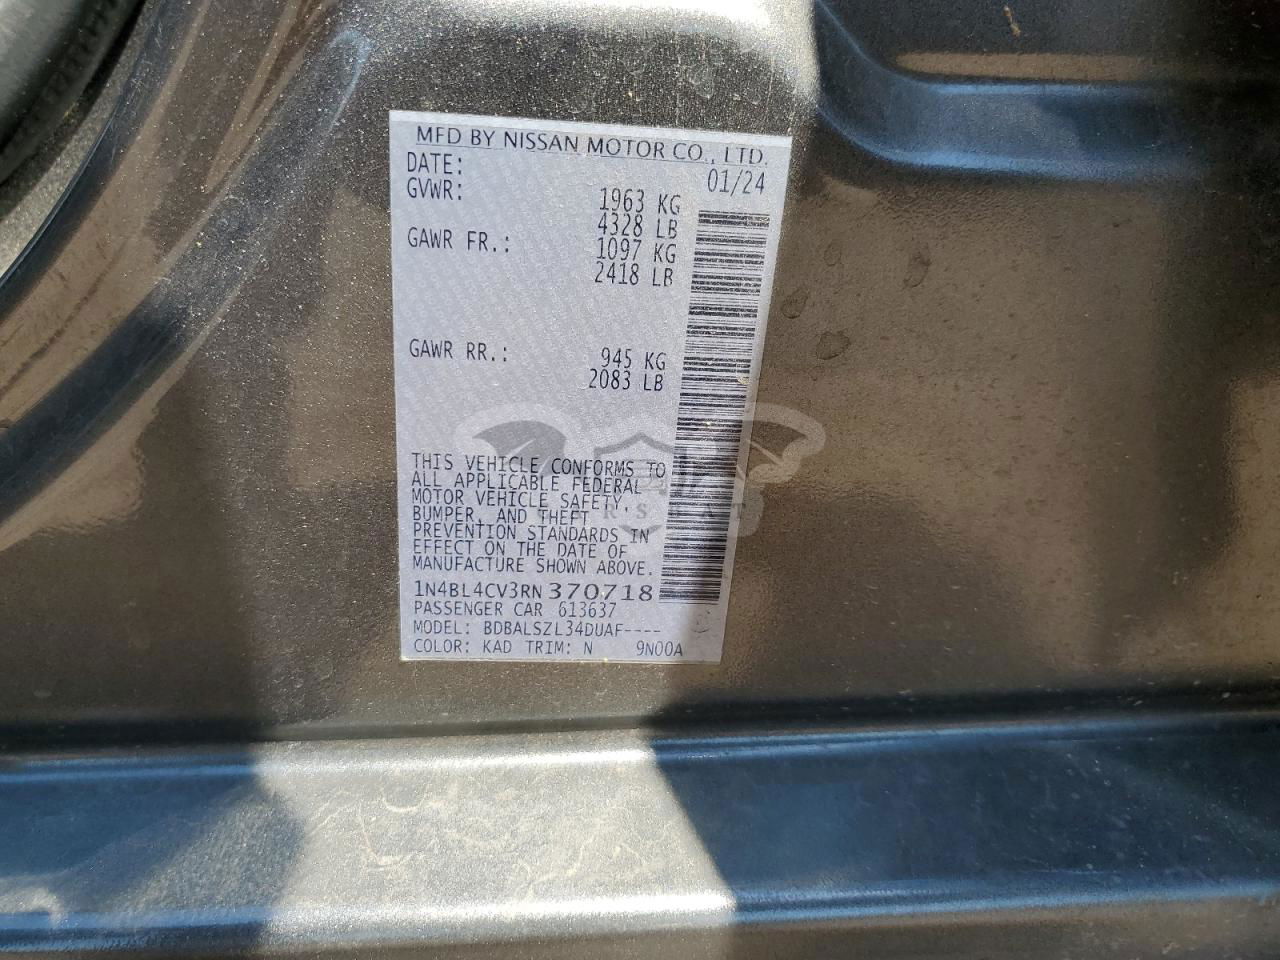 MFD BY NISSAN MOTOR CO., LTD.
DATE: 01/24
GVWR: 1963 KG
4328 LB
GAWR FR.: 1097 KG
2418 LB
GAWR RR.: 945 KG
2083 LB
THIS VEHICLE CONFORMS TO
ALL APPLICABLE FEDERAL
MOTOR VEHICLE SAFETY,
BUMPER, AND THEFT
PREVENTION STANDARDS IN
EFFECT ON THE DATE OF
MANUFACTURE SHOWN ABOVE.
1N4BL4CV3RN370718
PASSENGER CAR 613637
MODEL: BDBALSZL34DUAF----
COLOR: KAD TRIM: N 9N00A